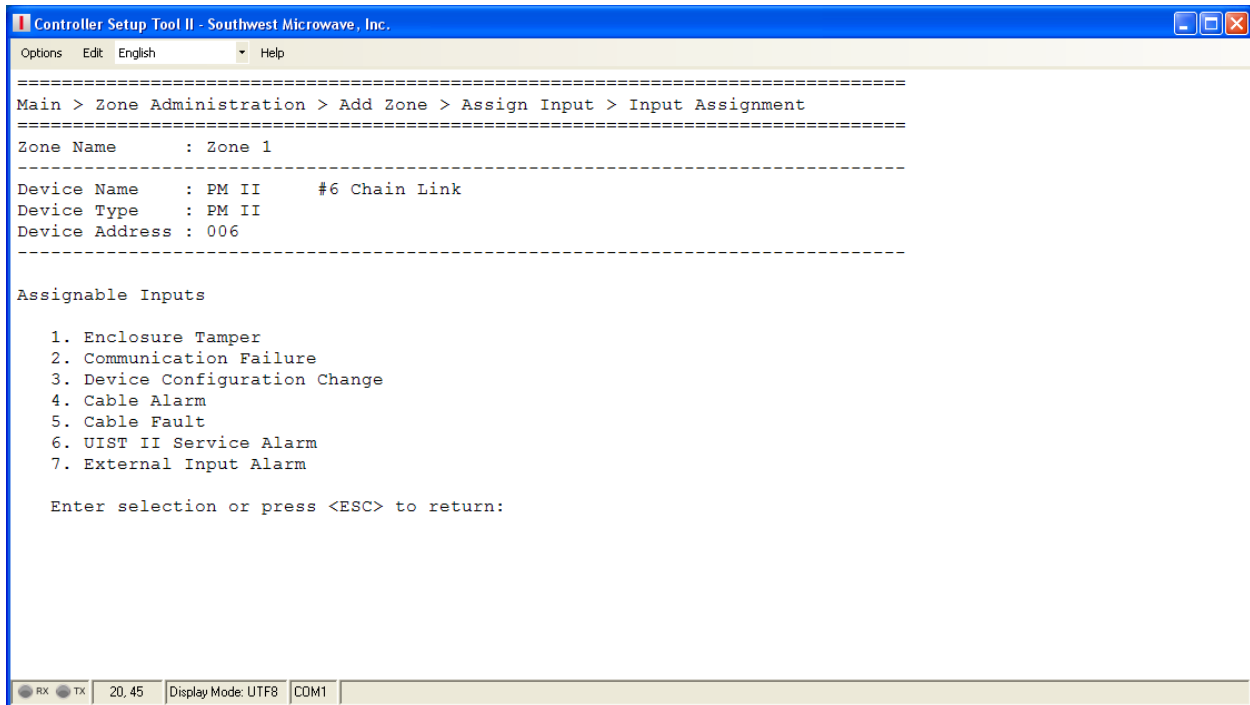 Controller Setup Tool II - Southwest Microwave, Inc.
Options Edit English Help
================================================================================
Main > Zone Administration > Add Zone > Assign Input > Input Assignment
================================================================================
Zone Name      : Zone 1
--------------------------------------------------------------------------------
Device Name    : PM II     #6 Chain Link
Device Type    : PM II
Device Address : 006
--------------------------------------------------------------------------------
Assignable Inputs
1. Enclosure Tamper
2. Communication Failure
3. Device Configuration Change
4. Cable Alarm
5. Cable Fault
6. UIST II Service Alarm
7. External Input Alarm
Enter selection or press <ESC> to return:
RX TX 20, 45 Display Mode: UTF8 COM1